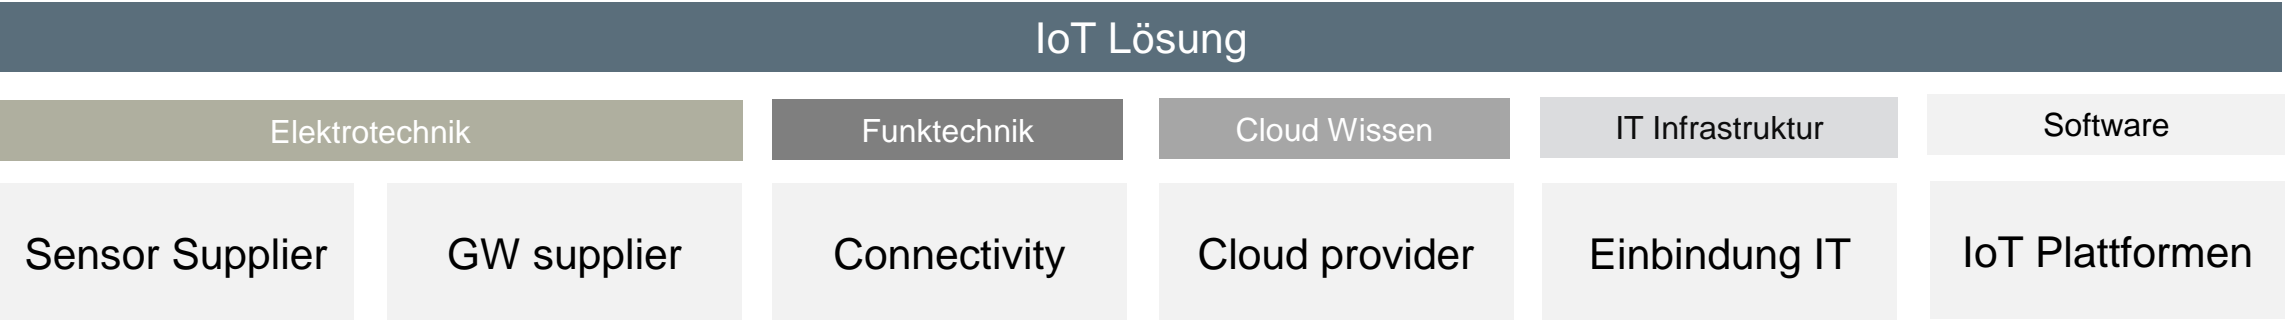 IoT Lösung
Elektrotechnik
Funktechnik
Cloud Wissen
IT Infrastruktur
Software
Sensor Supplier
GW supplier
Connectivity
Cloud provider
Einbindung IT
IoT Plattformen